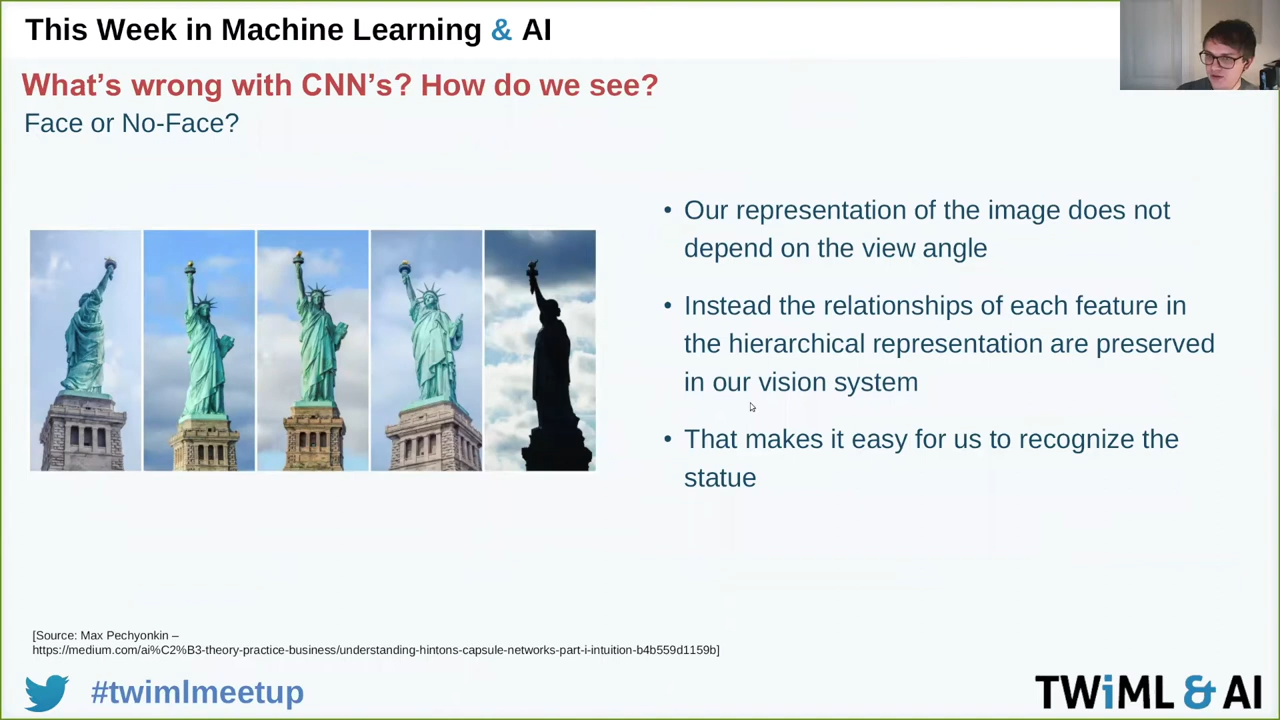 This Week in Machine Learning & AI
What's wrong with CNN's? How do we see?
Face or No-Face?
• Our representation of the image does not
depend on the view angle
• Instead the relationships of each feature in
the hierarchical representation are preserved
in our vision system
• That makes it easy for us to recognize the
statue
[Source: Max Pechyonkin –
https://medium.com/ai%C2%B3-theory-practice-business/understanding-hintons-capsule-networks-part-i-intuition-b4b559d1159b]
#twimlmeetup
TWiML & AI